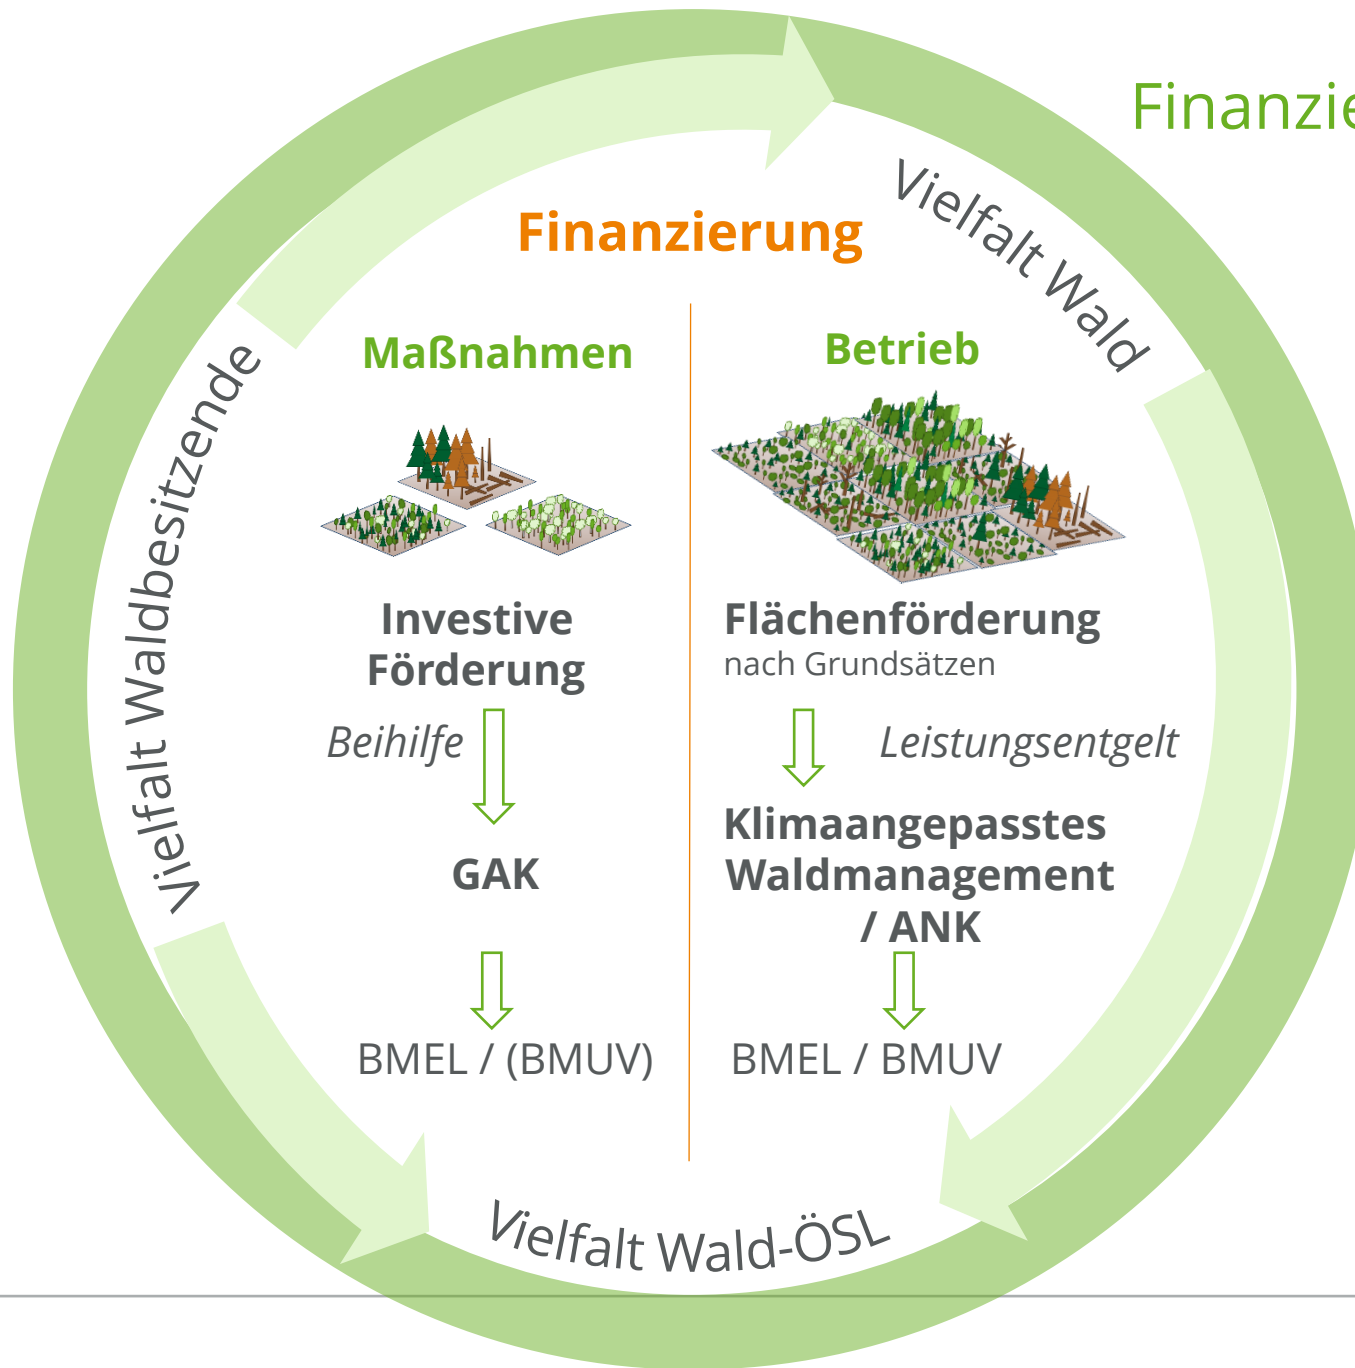 Finanzie
Vielfalt Wald
Finanzierung
Vielfalt Waldbesitzende
Maßnahmen
Investive
Förderung
Beihilfe
GAK
BMEL / (BMUV)
Betrieb
Flächenförderung
nach Grundsätzen
Leistungsentgelt
Klimaangepasstes
Waldmanagement
/ ANK
BMEL / BMUV
Vielfalt Wald-ÖSL